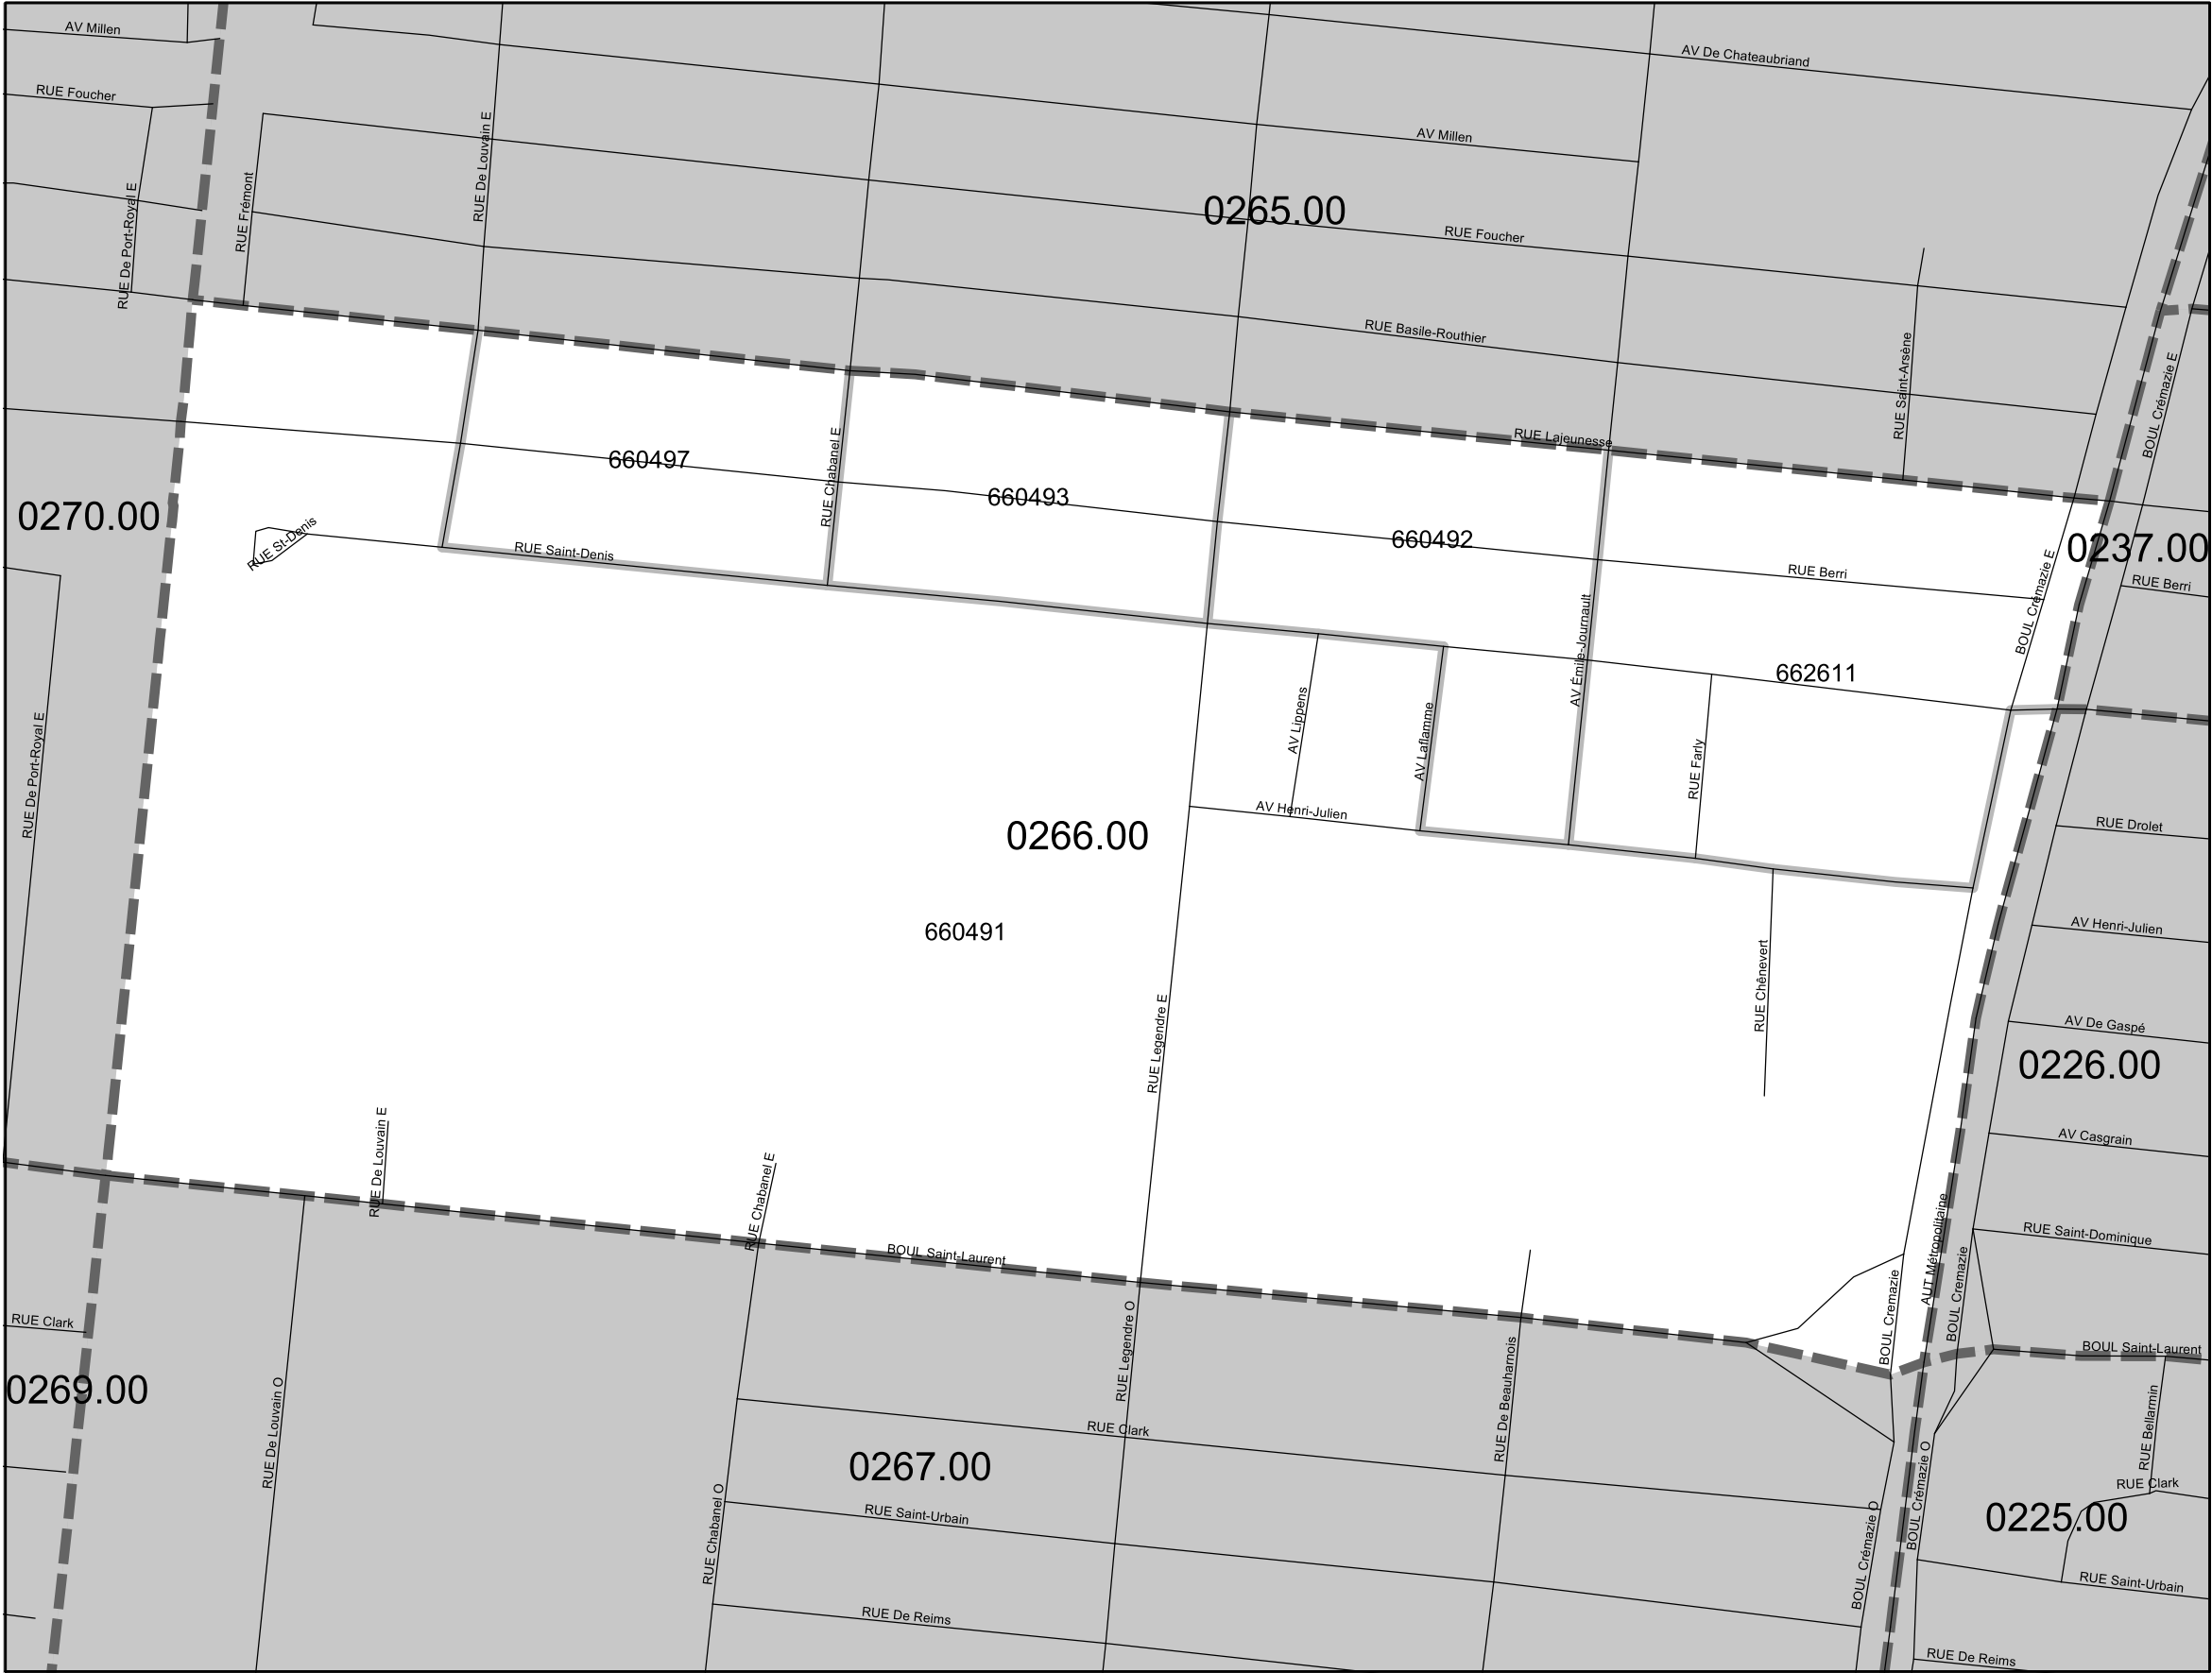 AV Millen
AV De Chateaubriand
RUE Foucher
AV Millen
RUE De Louvain E
RUE Frémont
RUE De Port-Royal E
0265.00
RUE Foucher
RUE Basile-Routhier
RUE Saint-Arsène
BOUL Crémazie E
RUE Lajeunesse
660497
RUE Chabanel E
660493
0270.00
660492
RUE St-Denis
RUE Saint-Denis
0237.00
RUE Berri
RUE Berri
BOUL Crémazie E
AV Émile-Journault
662611
AV Lippens
AV Laflamme
RUE Farly
RUE De Port-Royal E
AV Henri-Julien
0266.00
RUE Drolet
660491
AV Henri-Julien
RUE Chênevert
RUE Legendre E
AV De Gaspé
0226.00
AV Casgrain
RUE De Louvain E
RUE Chabanel E
BOUL Saint-Laurent
RUE Saint-Dominique
AUT Métropolitaine
BOUL Cremazie
BOUL Cremazie
RUE Clark
RUE Legendre O
RUE De Beauharnois
BOUL Saint-Laurent
0269.00
RUE De Louvain O
RUE Clark
RUE Bellarmin
0267.00
RUE Clark
RUE Chabanel O
RUE Saint-Urbain
BOUL Crémazie O
BOUL Crémazie O
0225.00
RUE Saint-Urbain
RUE De Reims
RUE De Reims